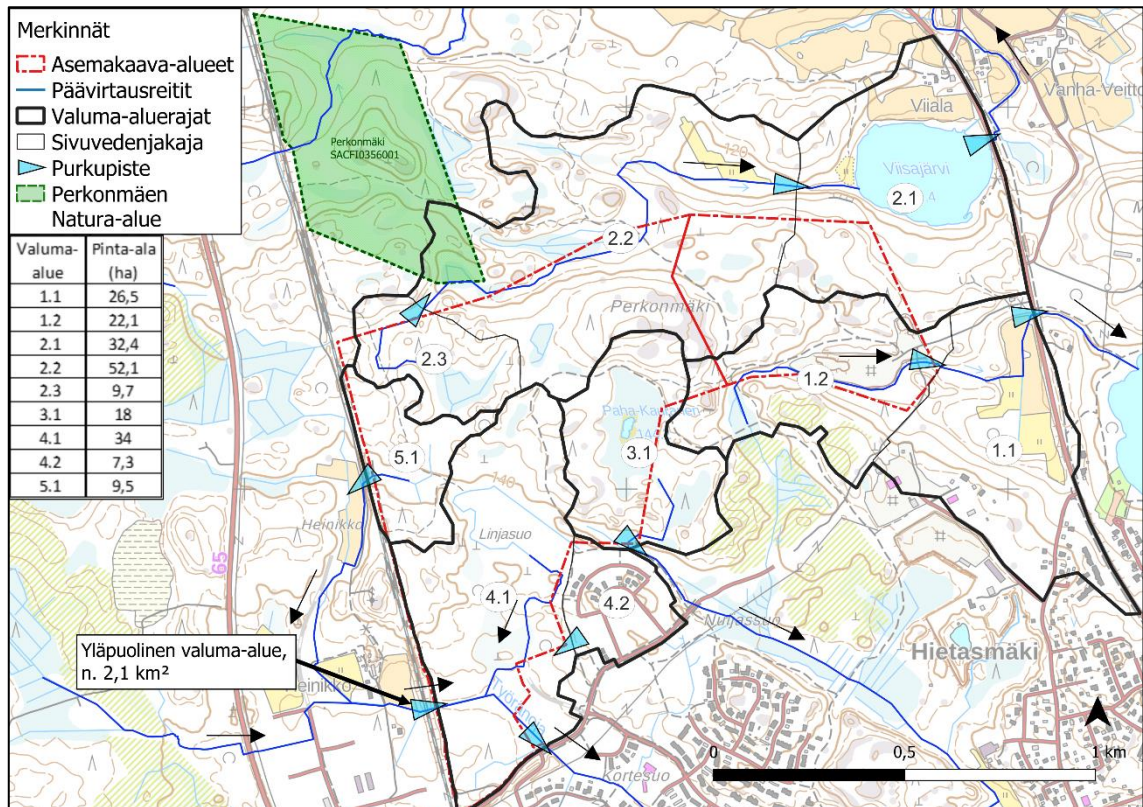 Merkinnät
Asemakaava-alueet
Päävirtausreitit
Valuma-aluerajat
Sivuvedenjakaja
Purkupiste
Perkonmäen
Natura-alue
Valuma-alue Pinta-ala (ha)
1.1 26,5
1.2 22,1
2.1 32,4
2.2 52,1
2.3 9,7
3.1 18
4.1 34
4.2 7,3
5.1 9,5
Perkonmäki
SACFI0356001
Viiala
Vanha-Veitto
120
Viisajärvi
2.1
2.2
Perkonmäki
2.3
1.2
3.1
1.1
5.1
140
Heinikko
Linjasuo
65
4.1
4.2
Nuijassuo
Hietasmäki
Yläpuolinen valuma-alue,
n. 2,1 km²
Heinikko
Kortesuo
0 0,5 1 km